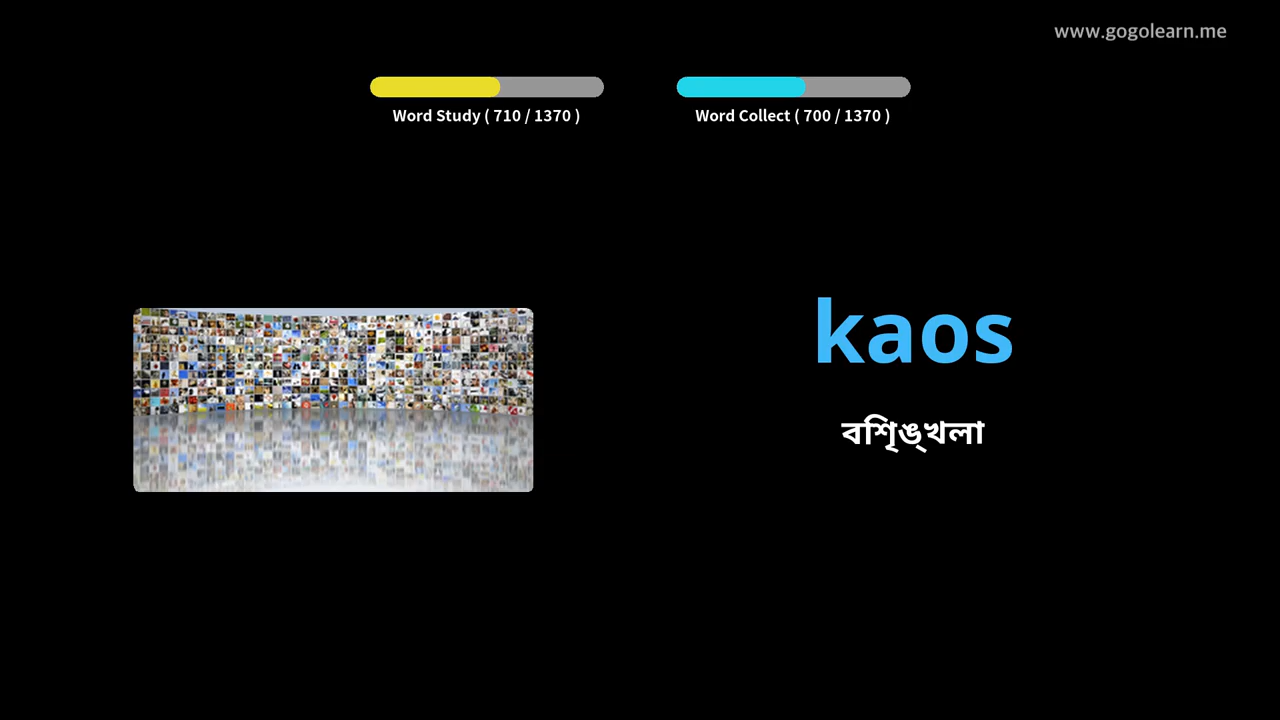 www.gogolearn.me
Word Study ( 710 / 1370 )
Word Collect ( 700 / 1370 )
kaos
বশিৃঙ্খলা